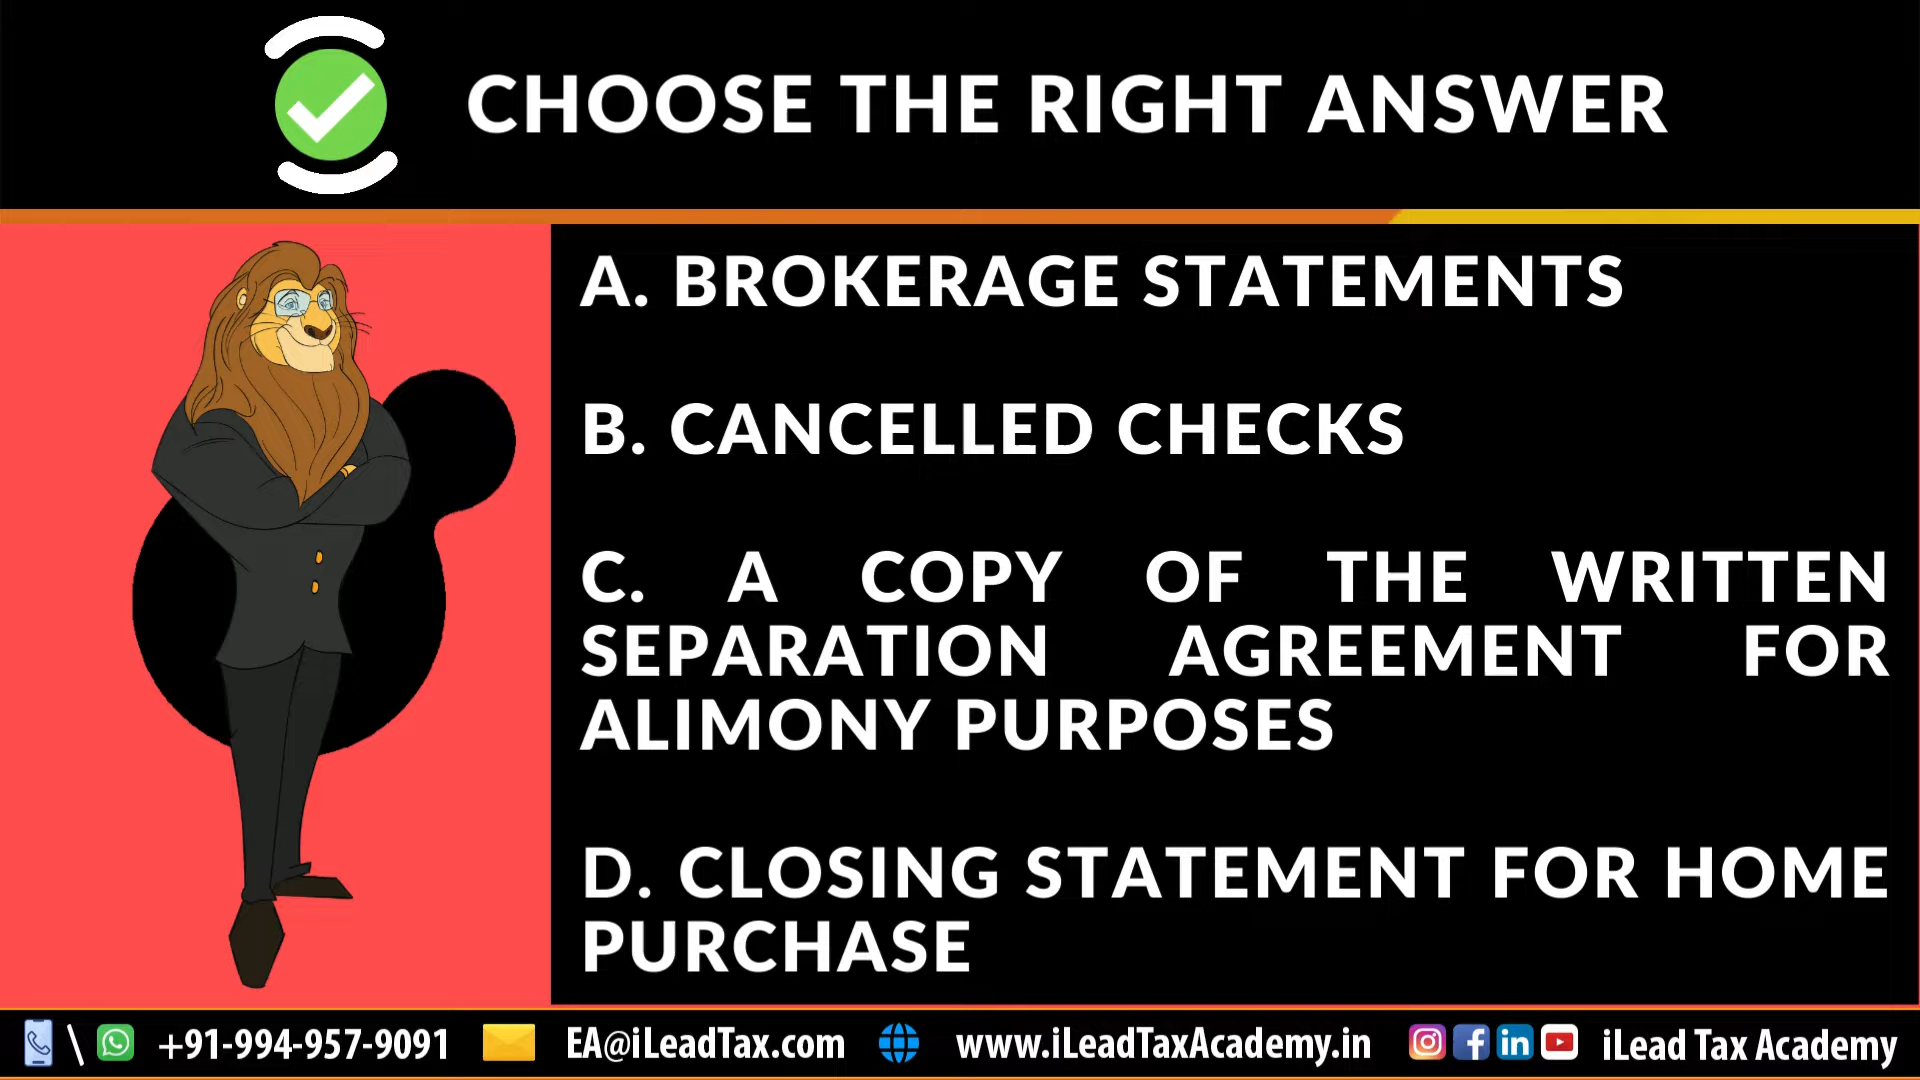 CHOOSE THE RIGHT ANSWER
A. BROKERAGE STATEMENTS
B. CANCELLED CHECKS
C. A COPY OF THE WRITTEN
SEPARATION AGREEMENT FOR
ALIMONY PURPOSES
D. CLOSING STATEMENT FOR HOME
PURCHASE
\ +91-994-957-9091 EA@iLeadTax.com www.iLeadTaxAcademy.in iLead Tax Academy